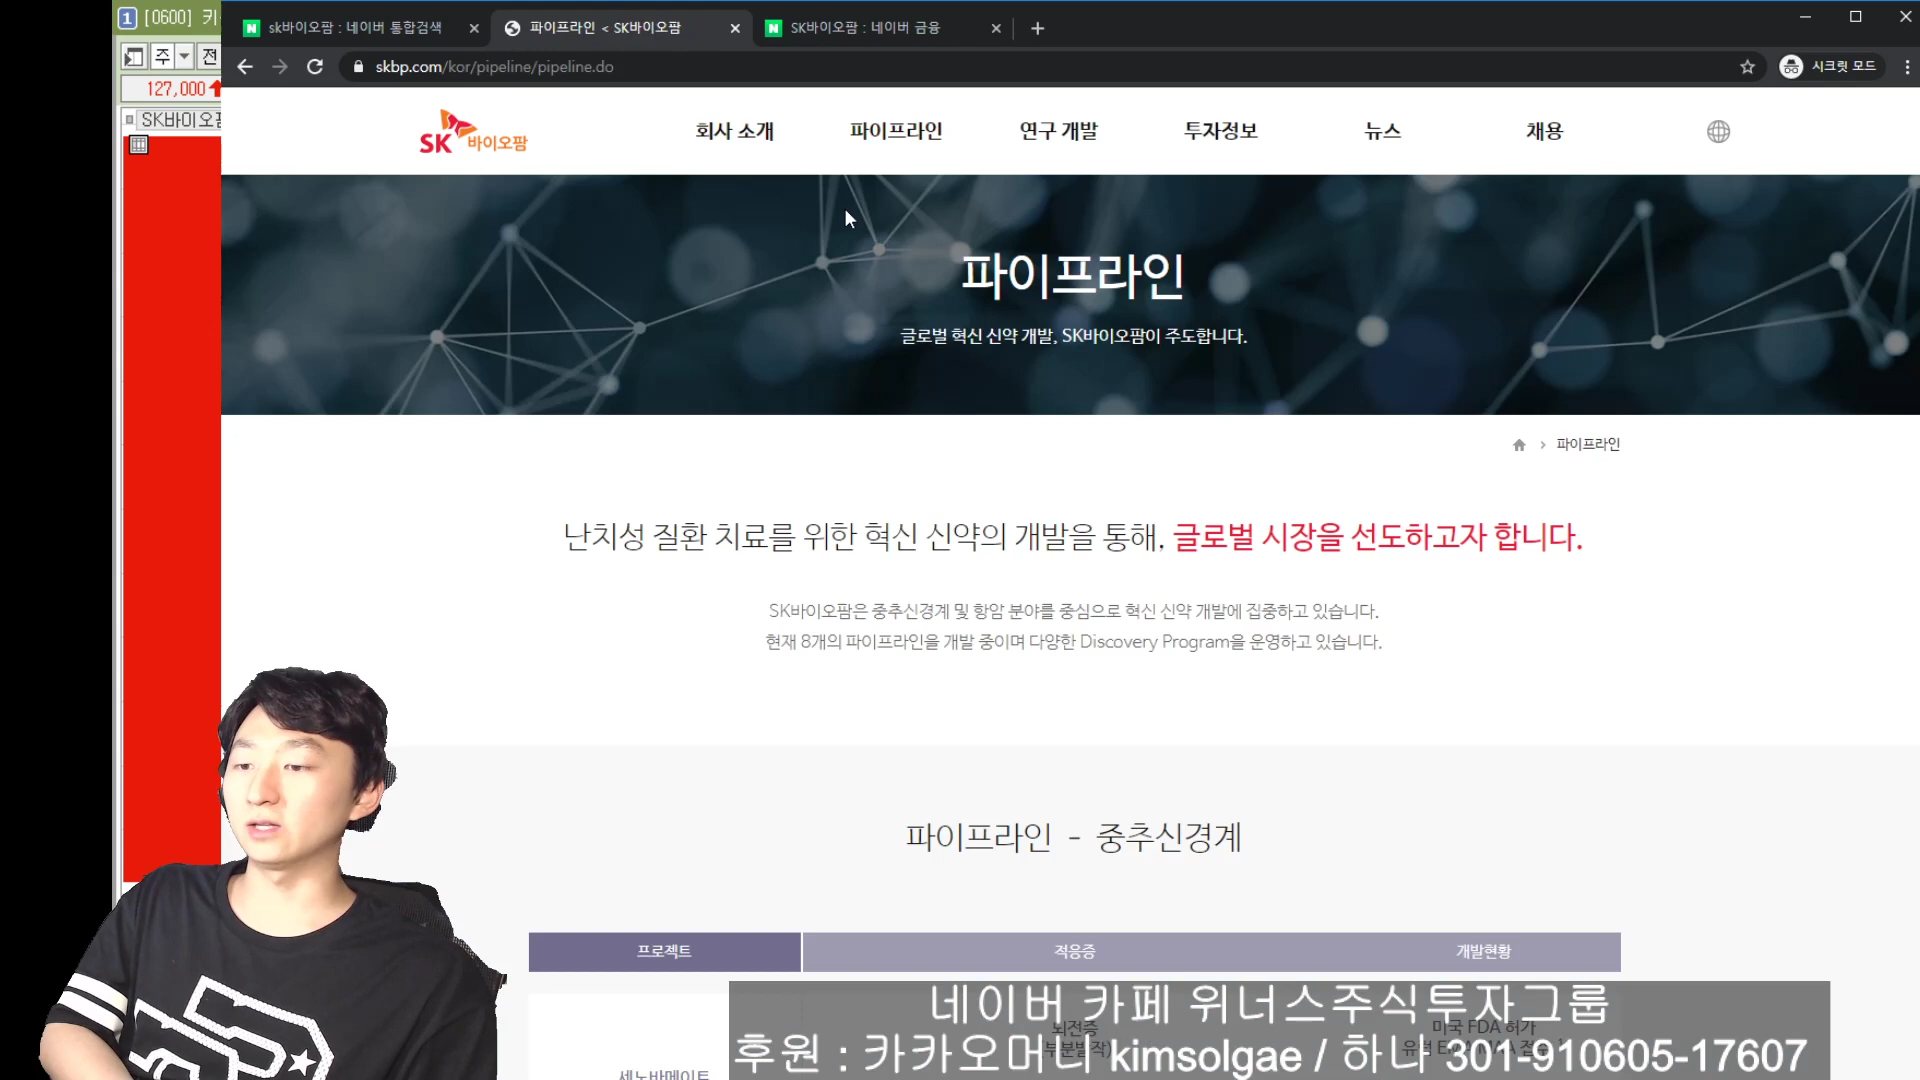 [0600] 키
sk바이오팜 : 네이버 통합검색
파이프라인 < SK바이오팜
SK바이오팜 : 네이버 금융
주
전
skbp.com/kor/pipeline/pipeline.do
시크릿 모드
127,000
SK바이오팜
SK 바이오팜
회사 소개
파이프라인
연구 개발
투자정보
뉴스
채용
파이프라인
글로벌 혁신 신약 개발, SK바이오팜이 주도합니다.
파이프라인
난치성 질환 치료를 위한 혁신 신약의 개발을 통해, 글로벌 시장을 선도하고자 합니다.
SK바이오팜은 중추신경계 및 항암 분야를 중심으로 혁신 신약 개발에 집중하고 있습니다.
현재 8개의 파이프라인을 개발 중이며 다양한 Discovery Program을 운영하고 있습니다.
파이프라인 - 중추신경계
프로젝트
적응증
개발현황
네이버 카페 위너스주식투자그룹
뇌전증
미국 FDA 허가
후원 : 카카오머니 kimsolgae / 하나 301-910605-17607
세노바메이트